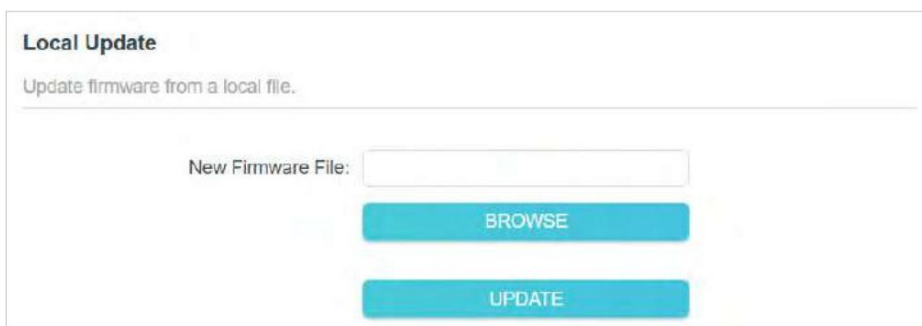 Local Update
Update firmware from a local file.
New Firmware File:
BROWSE
UPDATE